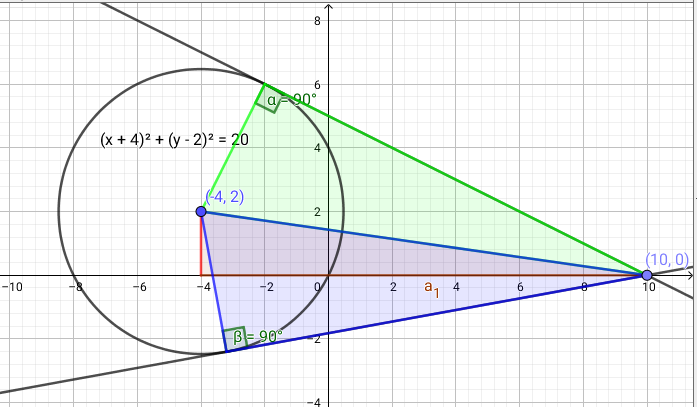 8
6
α = 90°
(x + 4)² + (y - 2)² = 20
4
(-4, 2)
2
(10, 0)
−10 −8 −6 −4 −2 0 2 4 6 8 10
a₁
β = 90°
−2
−4